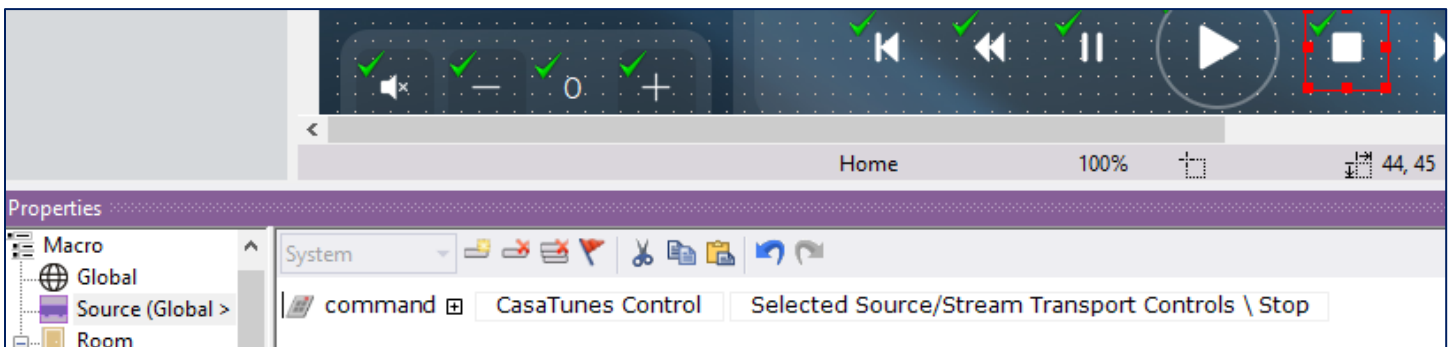 0
Home 100% 44, 45
Properties
Macro
System
Global
Source (Global >
command CasaTunes Control Selected Source/Stream Transport Controls \ Stop
Room